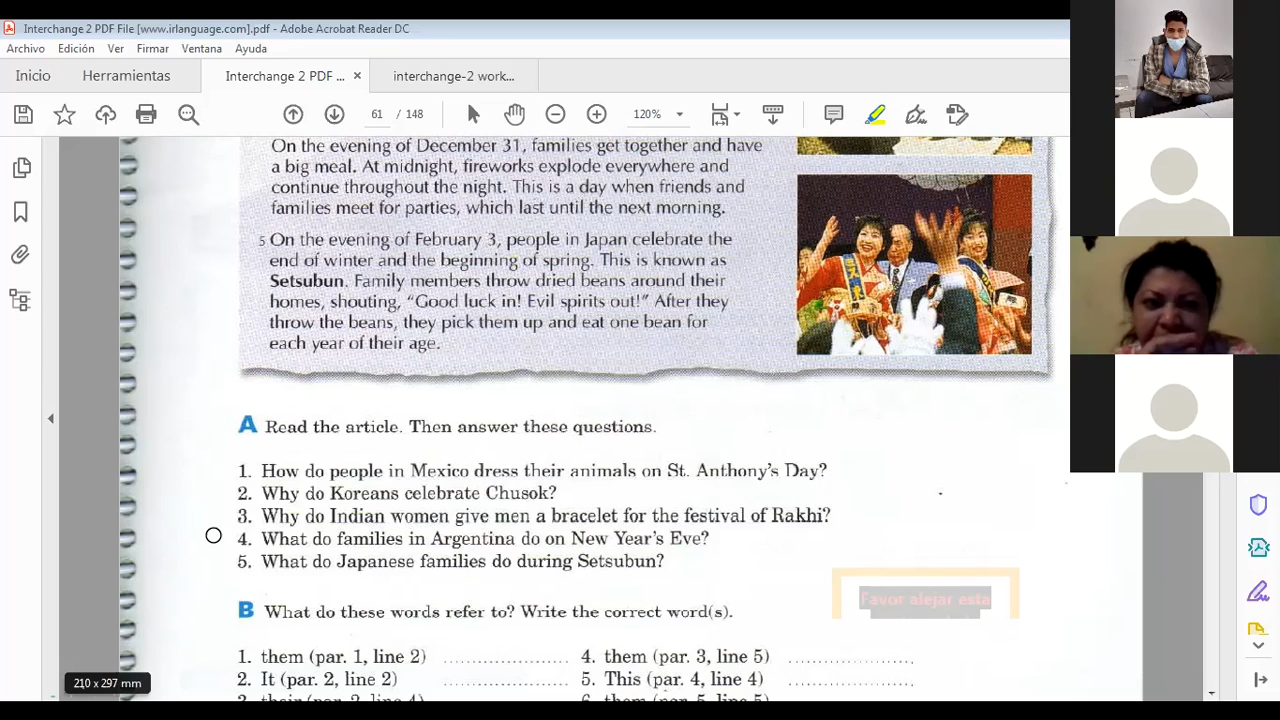 Interchange 2 PDF File [www.irlanguage.com].pdf - Adobe Acrobat Reader DC
Archivo Edición Ver Firmar Ventana Ayuda
Inicio Herramientas Interchange 2 PDF ... × interchange-2 work...
61 / 148 120%
On the evening of December 31, families get together and have
a big meal. At midnight, fireworks explode everywhere and
continue throughout the night. This is a day when friends and
families meet for parties, which last until the next morning.
5 On the evening of February 3, people in Japan celebrate the
end of winter and the beginning of spring. This is known as
Setsubun. Family members throw dried beans around their
homes, shouting, “Good luck in! Evil spirits out!” After they
throw the beans, they pick them up and eat one bean for
each year of their age.
A Read the article. Then answer these questions.
1. How do people in Mexico dress their animals on St. Anthony’s Day?
2. Why do Koreans celebrate Chusok?
3. Why do Indian women give men a bracelet for the festival of Rakhi?
4. What do families in Argentina do on New Year’s Eve?
5. What do Japanese families do during Setsubun?
Favor alejar esta
B What do these words refer to? Write the correct word(s).
1. them (par. 1, line 2) .................... 4. them (par. 3, line 5) ....................
2. It (par. 2, line 2) .................... 5. This (par. 4, line 4) ....................
210 x 297 mm